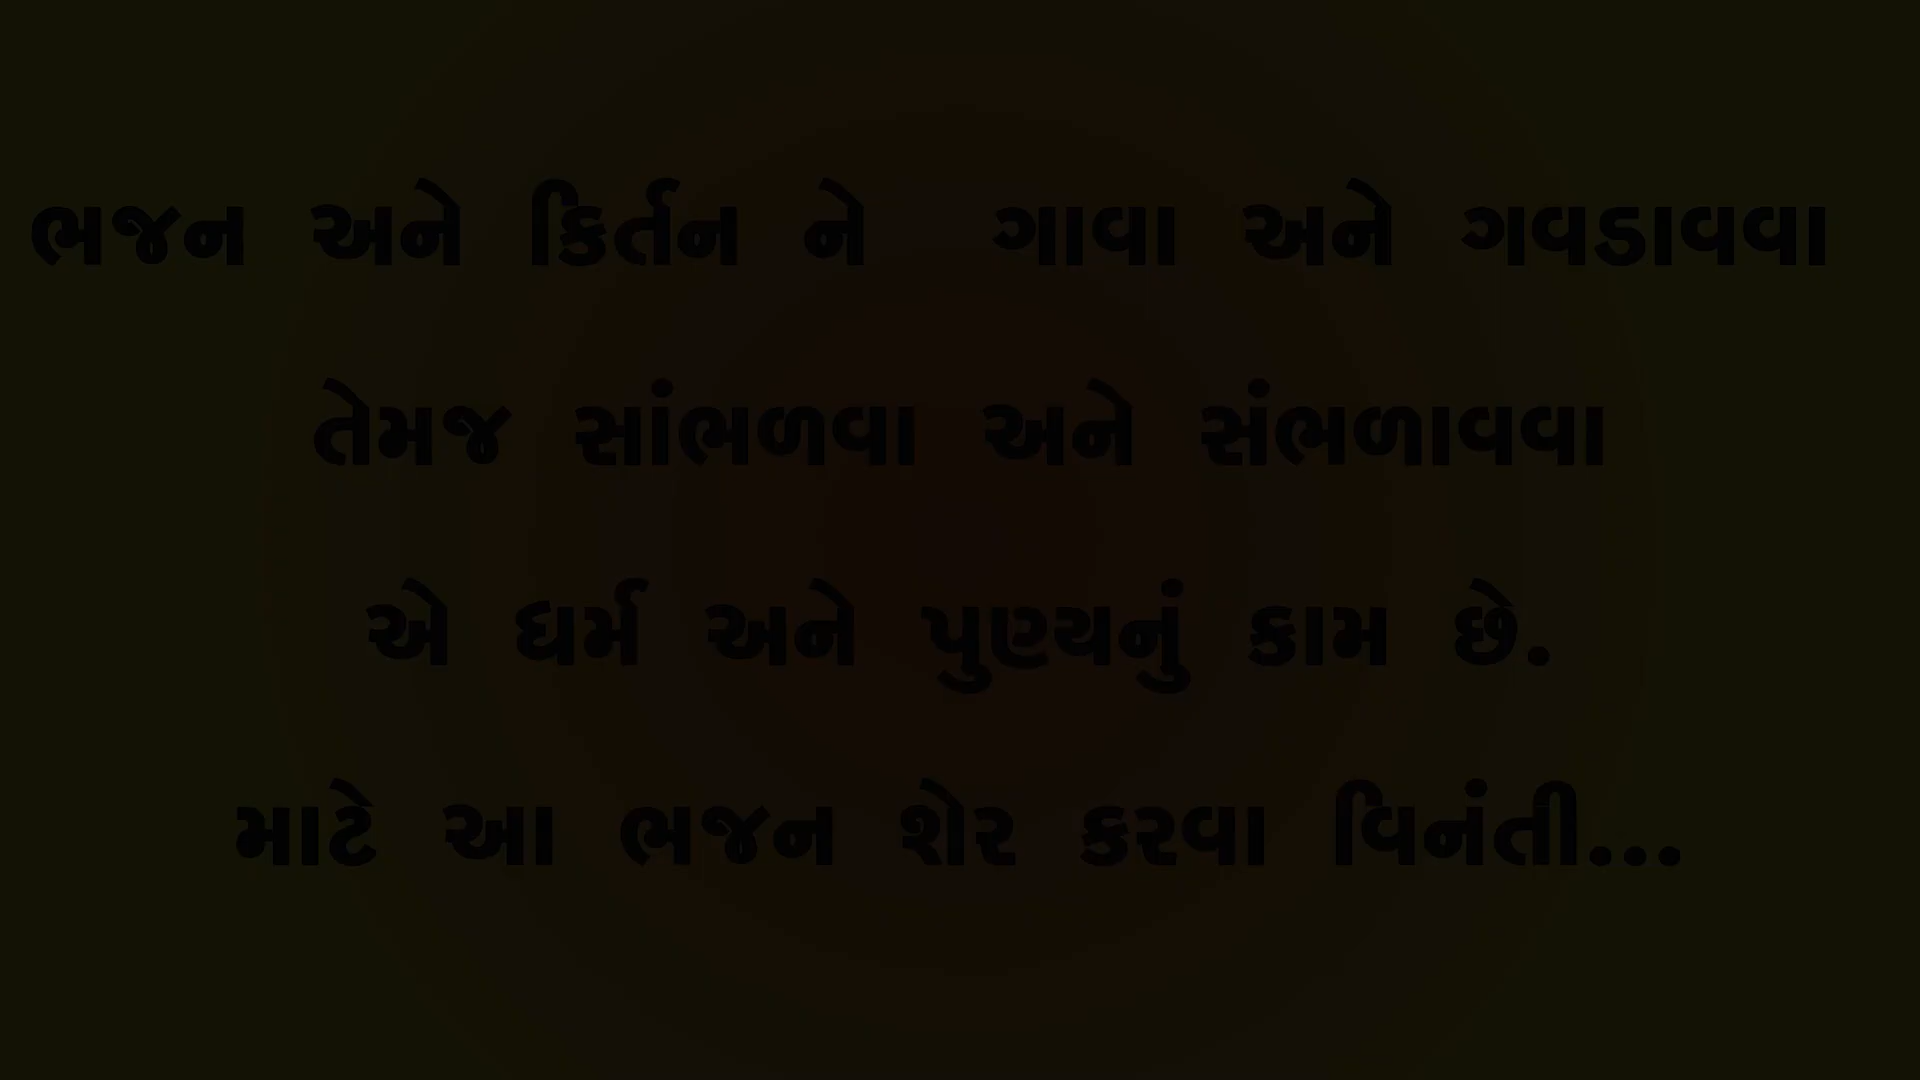 ભજન અને કિર્તન ને ગાવા અને ગવડાવવા
તેમજ સાંભળવા અને સંભળાવવા
એ ધર્મ અને પુણ્યનું કામ છે.
માટે આ ભજન શેર કરવા વિનંતી...